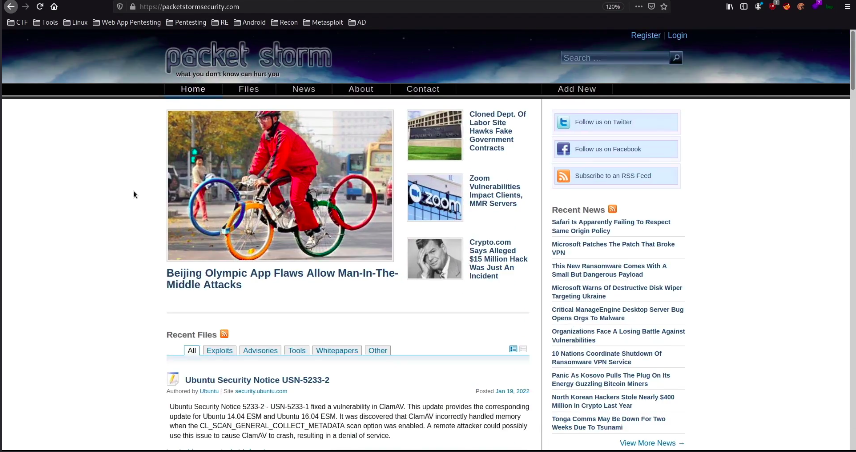 https://packetstormsecurity.com
120%
CTF Tools Linux Web App Pentesting Pentesting RE Android Recon Metasploit AD
Register | Login
packet storm
what you don't know can hurt you
Search …
Home Files News About Contact Add New
Cloned Dept. Of
Labor Site
Hawks Fake
Government
Contracts
zoom
Zoom
Vulnerabilities
Impact Clients,
MMR Servers
Crypto.com
Says Alleged
$15 Million Hack
Was Just An
Incident
Beijing Olympic App Flaws Allow Man-In-The-
Middle Attacks
Recent Files
All Exploits Advisories Tools Whitepapers Other
Ubuntu Security Notice USN-5233-2
Authored by Ubuntu | Site security.ubuntu.com
Posted Jan 19, 2022
Ubuntu Security Notice 5233-2 - USN-5233-1 fixed a vulnerability in ClamAV. This update provides the corresponding
update for Ubuntu 14.04 ESM and Ubuntu 16.04 ESM. It was discovered that ClamAV incorrectly handled memory
when the CL_SCAN_GENERAL_COLLECT_METADATA scan option was enabled. A remote attacker could possibly
use this issue to cause ClamAV to crash, resulting in a denial of service.
Follow us on Twitter
Follow us on Facebook
Subscribe to an RSS Feed
Recent News
Safari Is Apparently Failing To Respect
Same Origin Policy
Microsoft Patches The Patch That Broke
VPN
This New Ransomware Comes With A
Small But Dangerous Payload
Microsoft Warns Of Destructive Disk Wiper
Targeting Ukraine
Critical ManageEngine Desktop Server Bug
Opens Orgs To Malware
Organizations Face A Losing Battle Against
Vulnerabilities
10 Nations Coordinate Shutdown Of
Ransomware VPN Service
Panic As Kosovo Pulls The Plug On Its
Energy Guzzling Bitcoin Miners
North Korean Hackers Stole Nearly $400
Million In Crypto Last Year
Tonga Comms May Be Down For Two
Weeks Due To Tsunami
View More News →